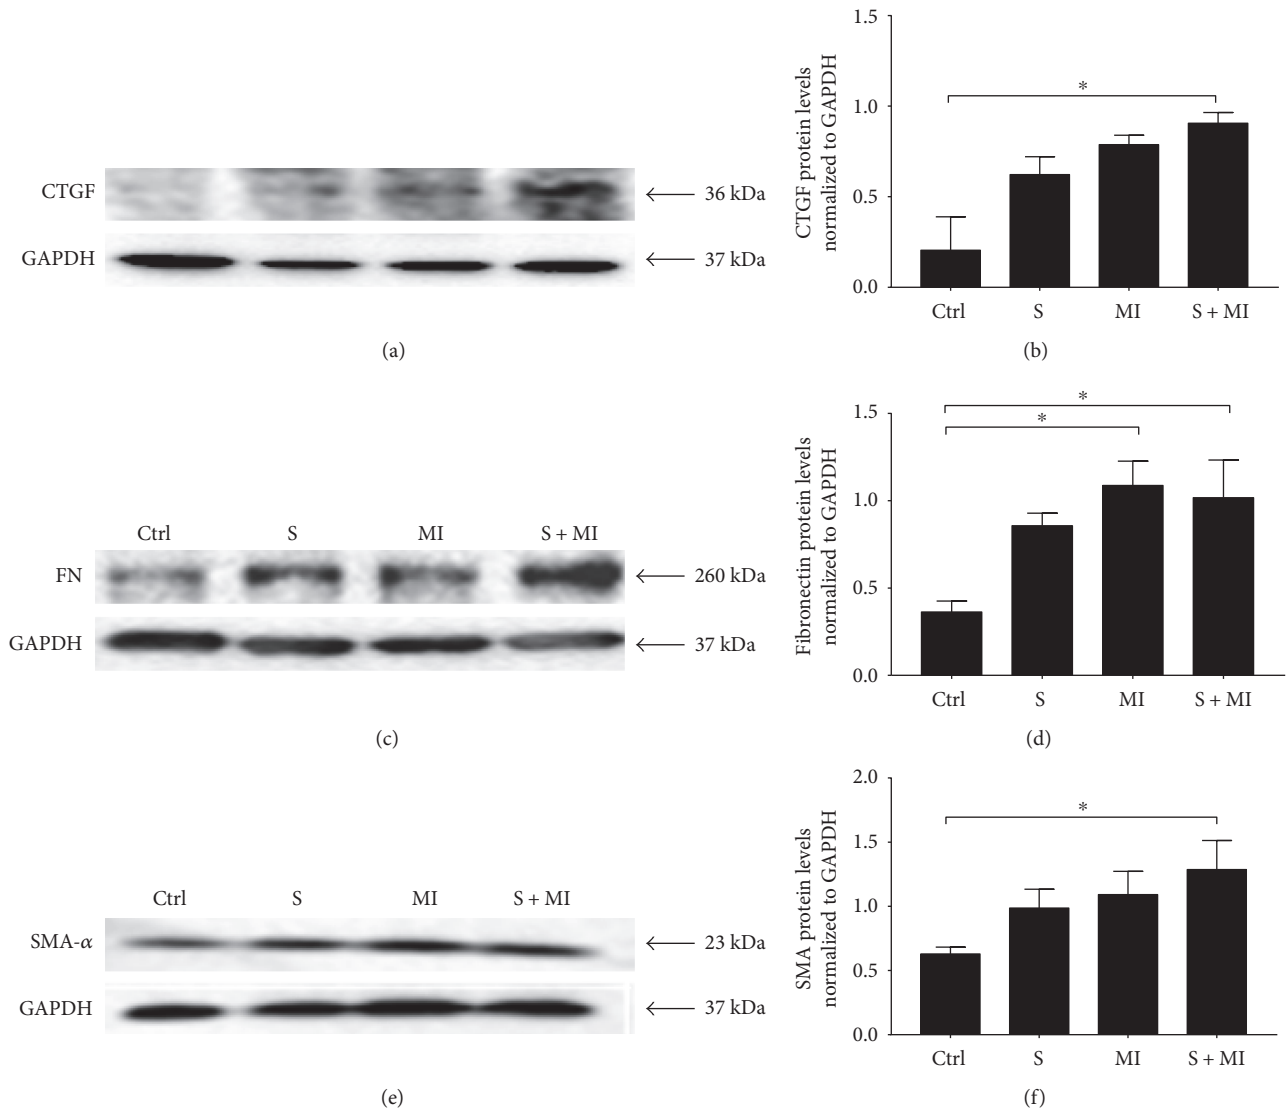 CTGF
36 kDa
GAPDH
37 kDa
(a)
1.5
1.0
0.5
0.0
CTGF protein levels
normalized to GAPDH
*
Ctrl S MI S + MI
(b)
Ctrl S MI S + MI
FN
260 kDa
GAPDH
37 kDa
(c)
1.5
1.0
0.5
0.0
Fibronectin protein levels
normalized to GAPDH
*
*
Ctrl S MI S + MI
(d)
Ctrl S MI S + MI
SMA-α
23 kDa
GAPDH
37 kDa
(e)
2.0
1.5
1.0
0.5
0.0
SMA protein levels
normalized to GAPDH
*
Ctrl S MI S + MI
(f)